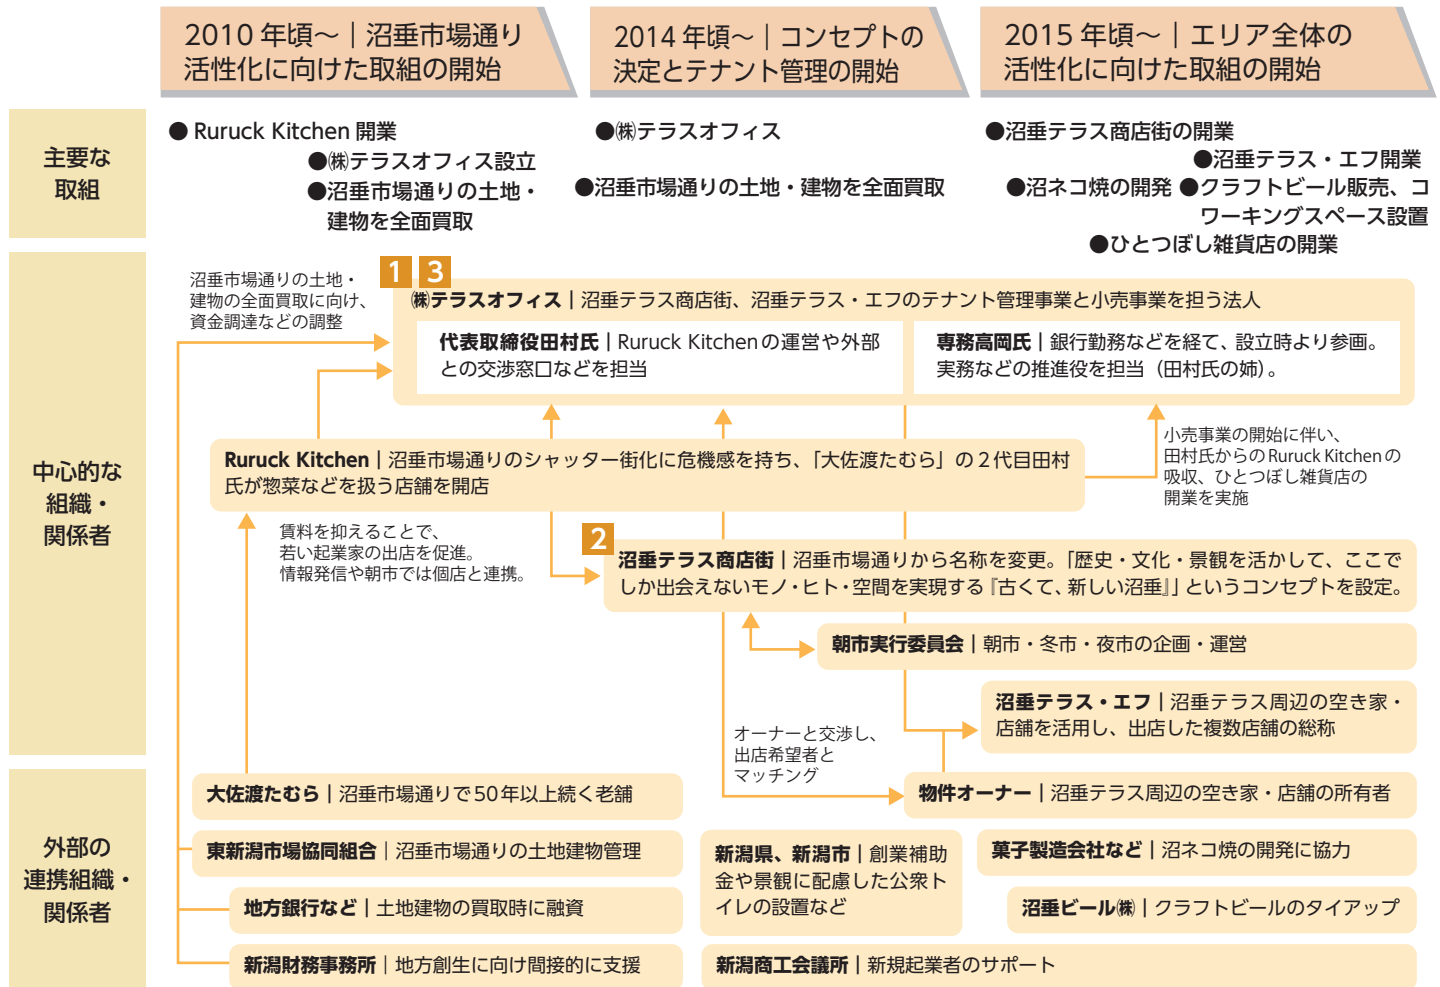 2010 年頃～｜沼垂市場通り
活性化に向けた取組の開始
2014 年頃～｜コンセプトの
決定とテナント管理の開始
2015 年頃～｜エリア全体の
活性化に向けた取組の開始
主要な
取組
●Ruruck Kitchen 開業
●㈱テラスオフィス設立
●沼垂市場通りの土地・
建物を全面買取
●㈱テラスオフィス
●沼垂市場通りの土地・建物を全面買取
●沼垂テラス商店街の開業
●沼垂テラス・エフ開業
●沼ネコ焼の開発 ●クラフトビール販売、コ
ワーキングスペース設置
●ひとつぼし雑貨店の開業
中心的な
組織・
関係者
沼垂市場通りの土地・
建物の全面買取に向け、
資金調達などの調整
1 3
㈱テラスオフィス｜沼垂テラス商店街、沼垂テラス・エフのテナント管理事業と小売事業を担う法人
代表取締役田村氏｜Ruruck Kitchenの運営や外部
との交渉窓口などを担当
専務高岡氏｜銀行勤務などを経て、設立時より参画。
実務などの推進役を担当（田村氏の姉）。
Ruruck Kitchen｜沼垂市場通りのシャッター街化に危機感を持ち、「大佐渡たむら」の２代目田村
氏が惣菜などを扱う店舗を開店
小売事業の開始に伴い、
田村氏からのRuruck Kitchenの
吸収、ひとつぼし雑貨店の
開業を実施
賃料を抑えることで、
若い起業家の出店を促進。
情報発信や朝市では個店と連携。
2
沼垂テラス商店街｜沼垂市場通りから名称を変更。「歴史・文化・景観を活かして、ここで
しか出会えないモノ・ヒト・空間を実現する『古くて、新しい沼垂』」というコンセプトを設定。
朝市実行委員会｜朝市・冬市・夜市の企画・運営
沼垂テラス・エフ｜沼垂テラス周辺の空き家・
店舗を活用し、出店した複数店舗の総称
オーナーと交渉し、
出店希望者と
マッチング
外部の
連携組織・
関係者
大佐渡たむら｜沼垂市場通りで50年以上続く老舗
物件オーナー｜沼垂テラス周辺の空き家・店舗の所有者
東新潟市場協同組合｜沼垂市場通りの土地建物管理
新潟県、新潟市｜創業補助
金や景観に配慮した公衆ト
イレの設置など
菓子製造会社など｜沼ネコ焼の開発に協力
地方銀行など｜土地建物の買取時に融資
沼垂ビール㈱｜クラフトビールのタイアップ
新潟財務事務所｜地方創生に向け間接的に支援
新潟商工会議所｜新規起業者のサポート